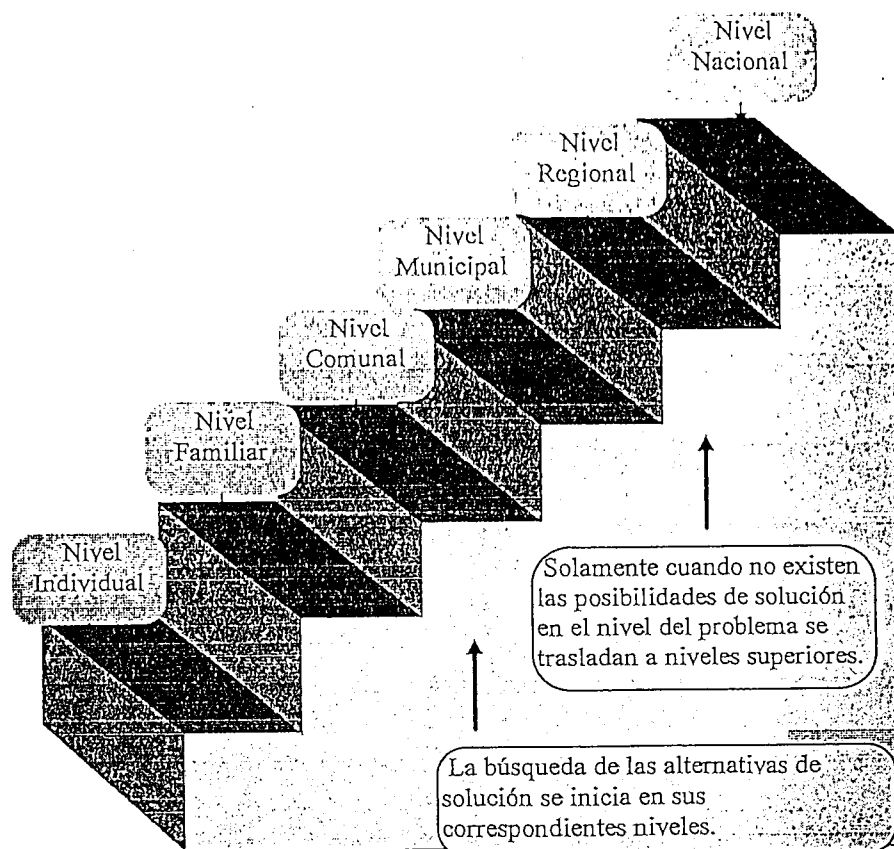 Nivel
Nacional
Nivel
Regional
Nivel
Municipal
Nivel
Comunal
Nivel
Familiar
Nivel
Individual
Solamente cuando no existen
las posibilidades de solución
en el nivel del problema se
trasladan a niveles superiores.
La búsqueda de las alternativas de
solución se inicia en sus
correspondientes niveles.